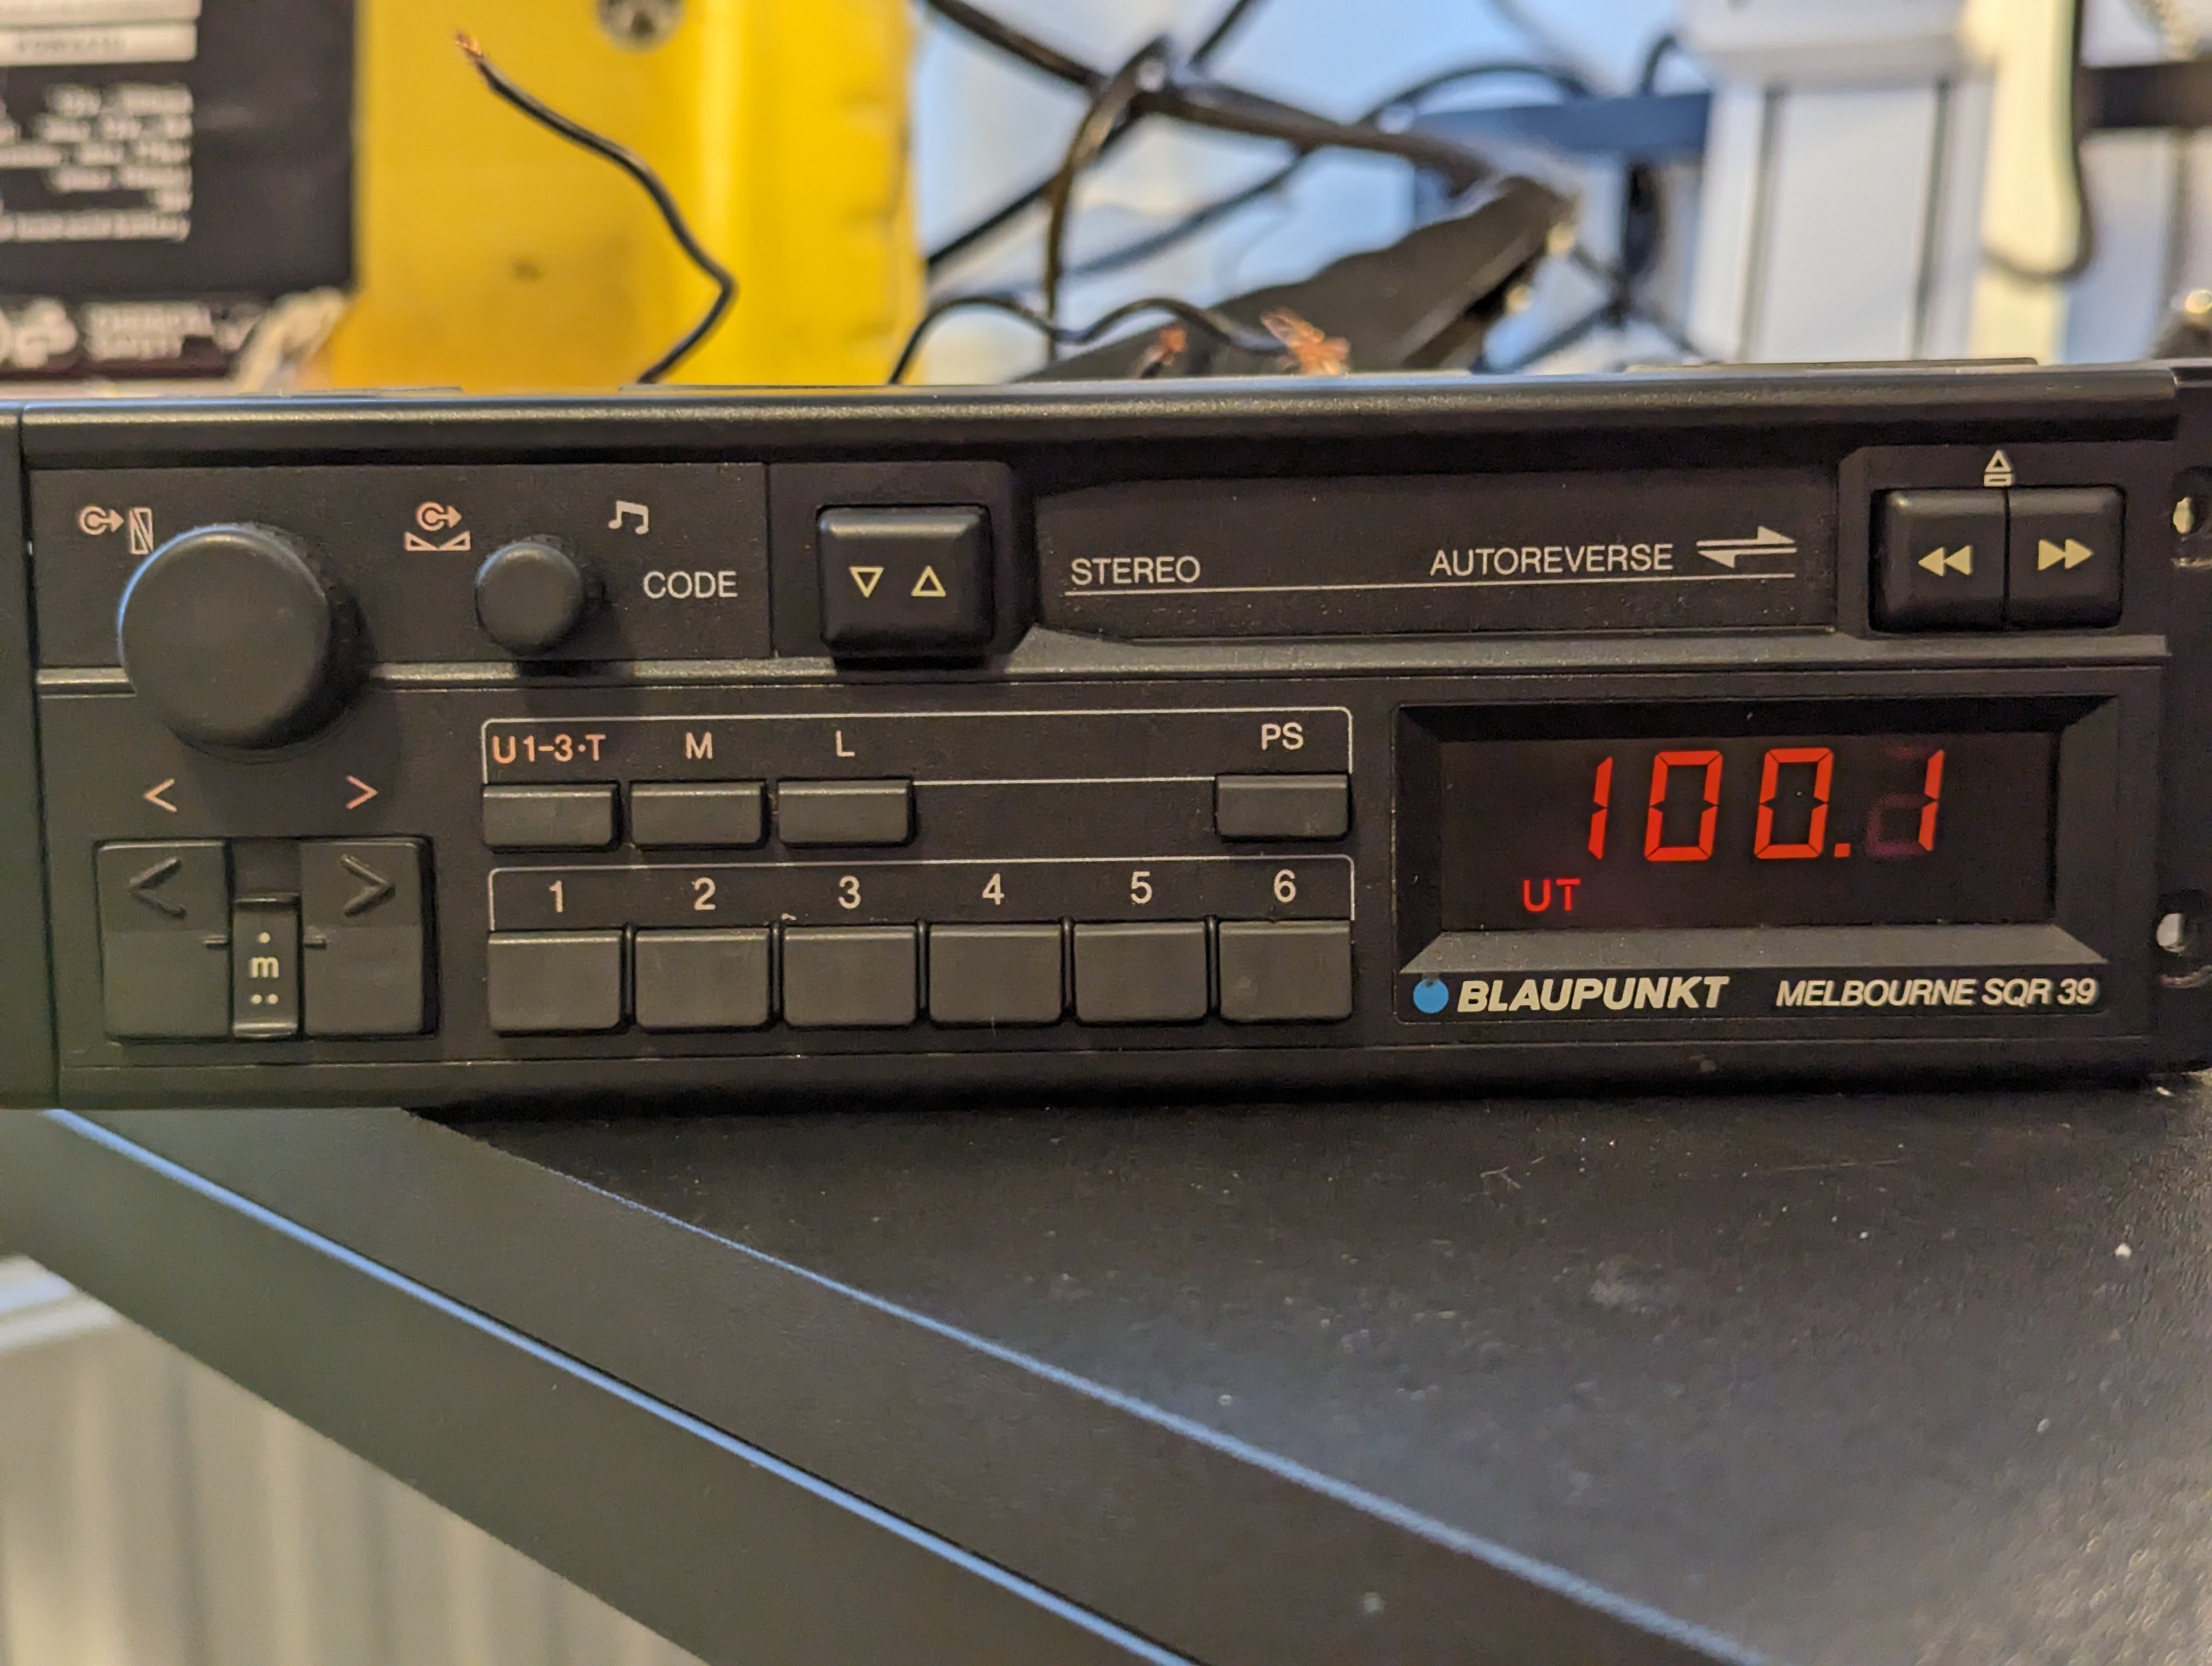 CODE
STEREO
AUTOREVERSE
U1-3·T M L PS
< >
1 2 3 4 5 6
m
100.1
UT
BLAUPUNKT MELBOURNE SQR 39